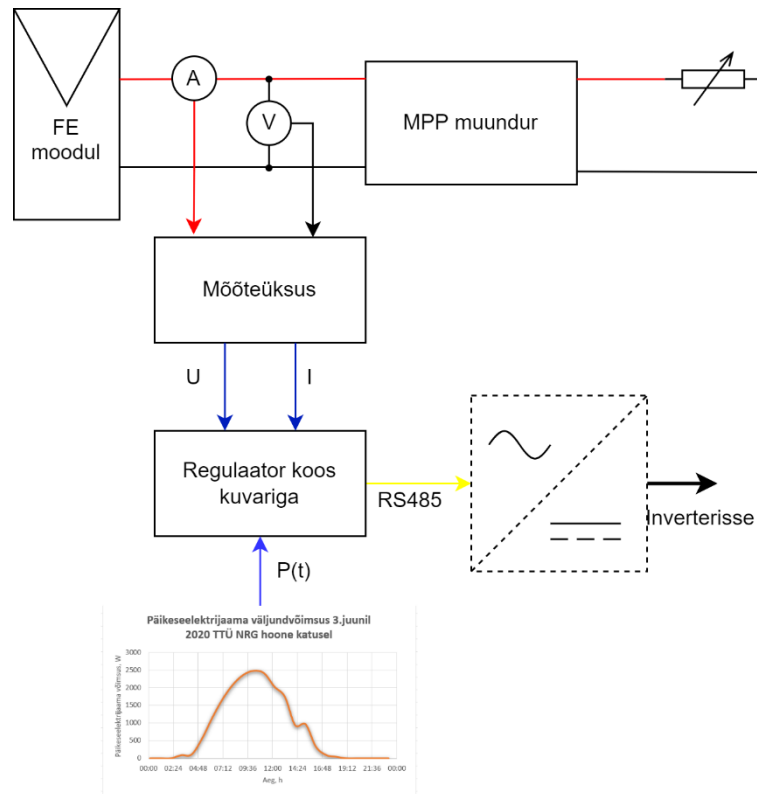 FE
moodul
A
V
MPP muundur
Mõõteüksus
U
I
Regulaator koos
kuvariga
RS485
Inverterisse
P(t)
Päikeseelektrijaama väljundvõimsus 3.juunil
2020 TTÜ NRG hoone katusel
Päikeseelektrijaama võimsus, W
3000
2500
2000
1500
1000
500
0
00:00 02:24 04:48 07:12 09:36 12:00 14:24 16:48 19:12 21:36 00:00
Aeg, h